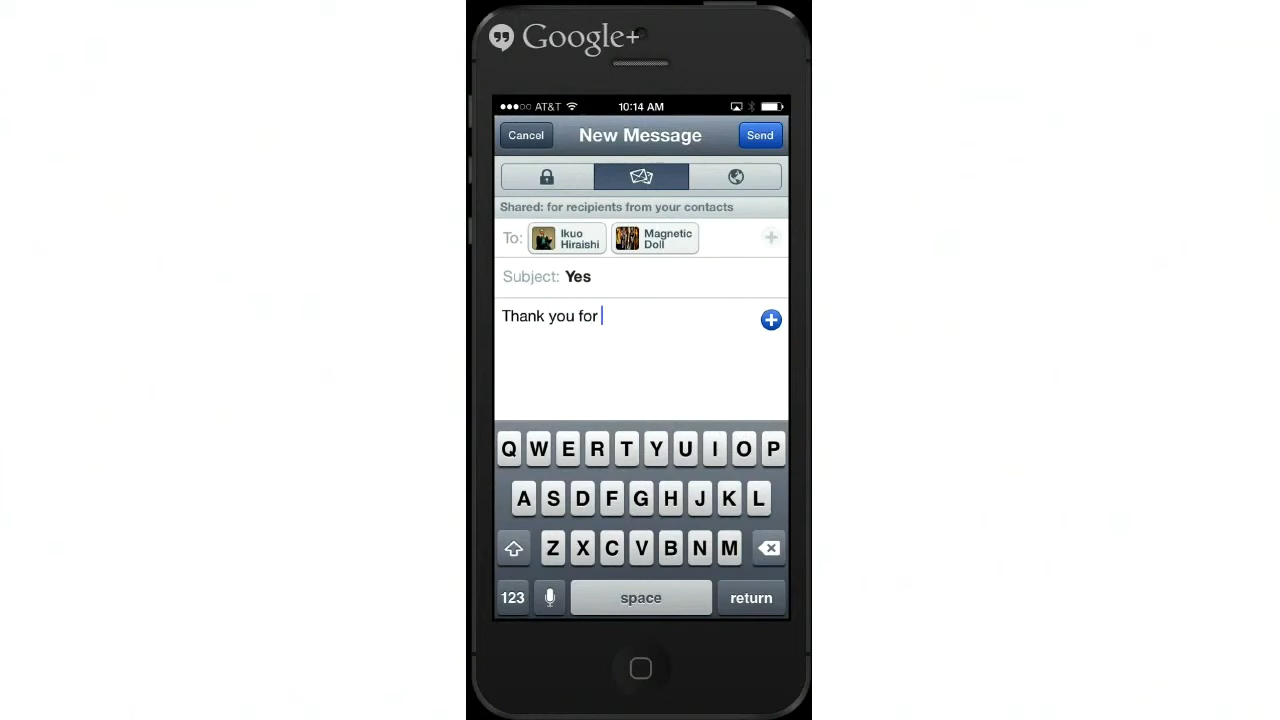 Google+
AT&T 10:14 AM
Cancel New Message Send
Shared: for recipients from your contacts
To: Ikuo Hiraishi Magnetic Doll
Subject: Yes
Thank you for
Q W E R T Y U I O P
A S D F G H J K L
Z X C V B N M
123 space return